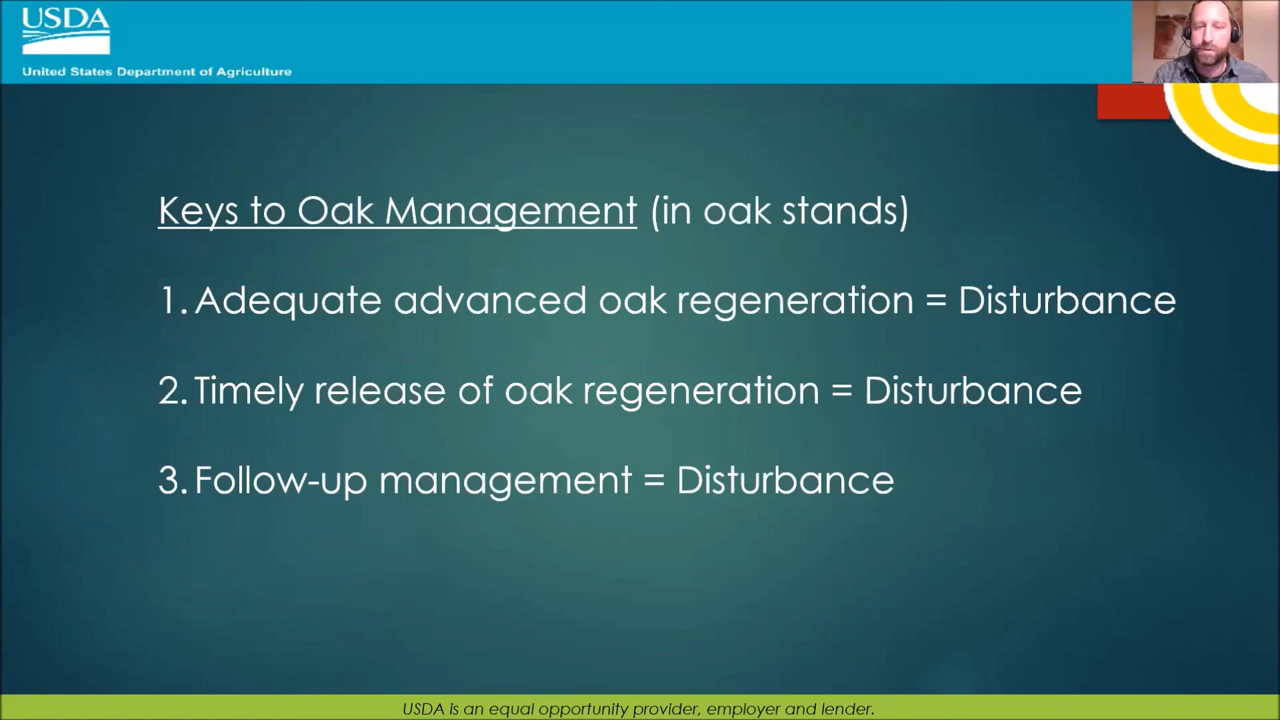 USDA
United States Department of Agriculture
Keys to Oak Management (in oak stands)
1. Adequate advanced oak regeneration = Disturbance
2. Timely release of oak regeneration = Disturbance
3. Follow-up management = Disturbance
USDA is an equal opportunity provider, employer and lender.